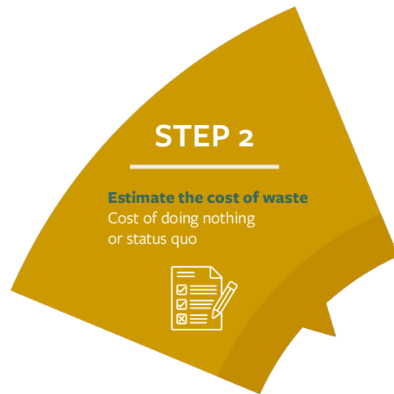 STEP 2
Estimate the cost of waste
Cost of doing nothing
or status quo